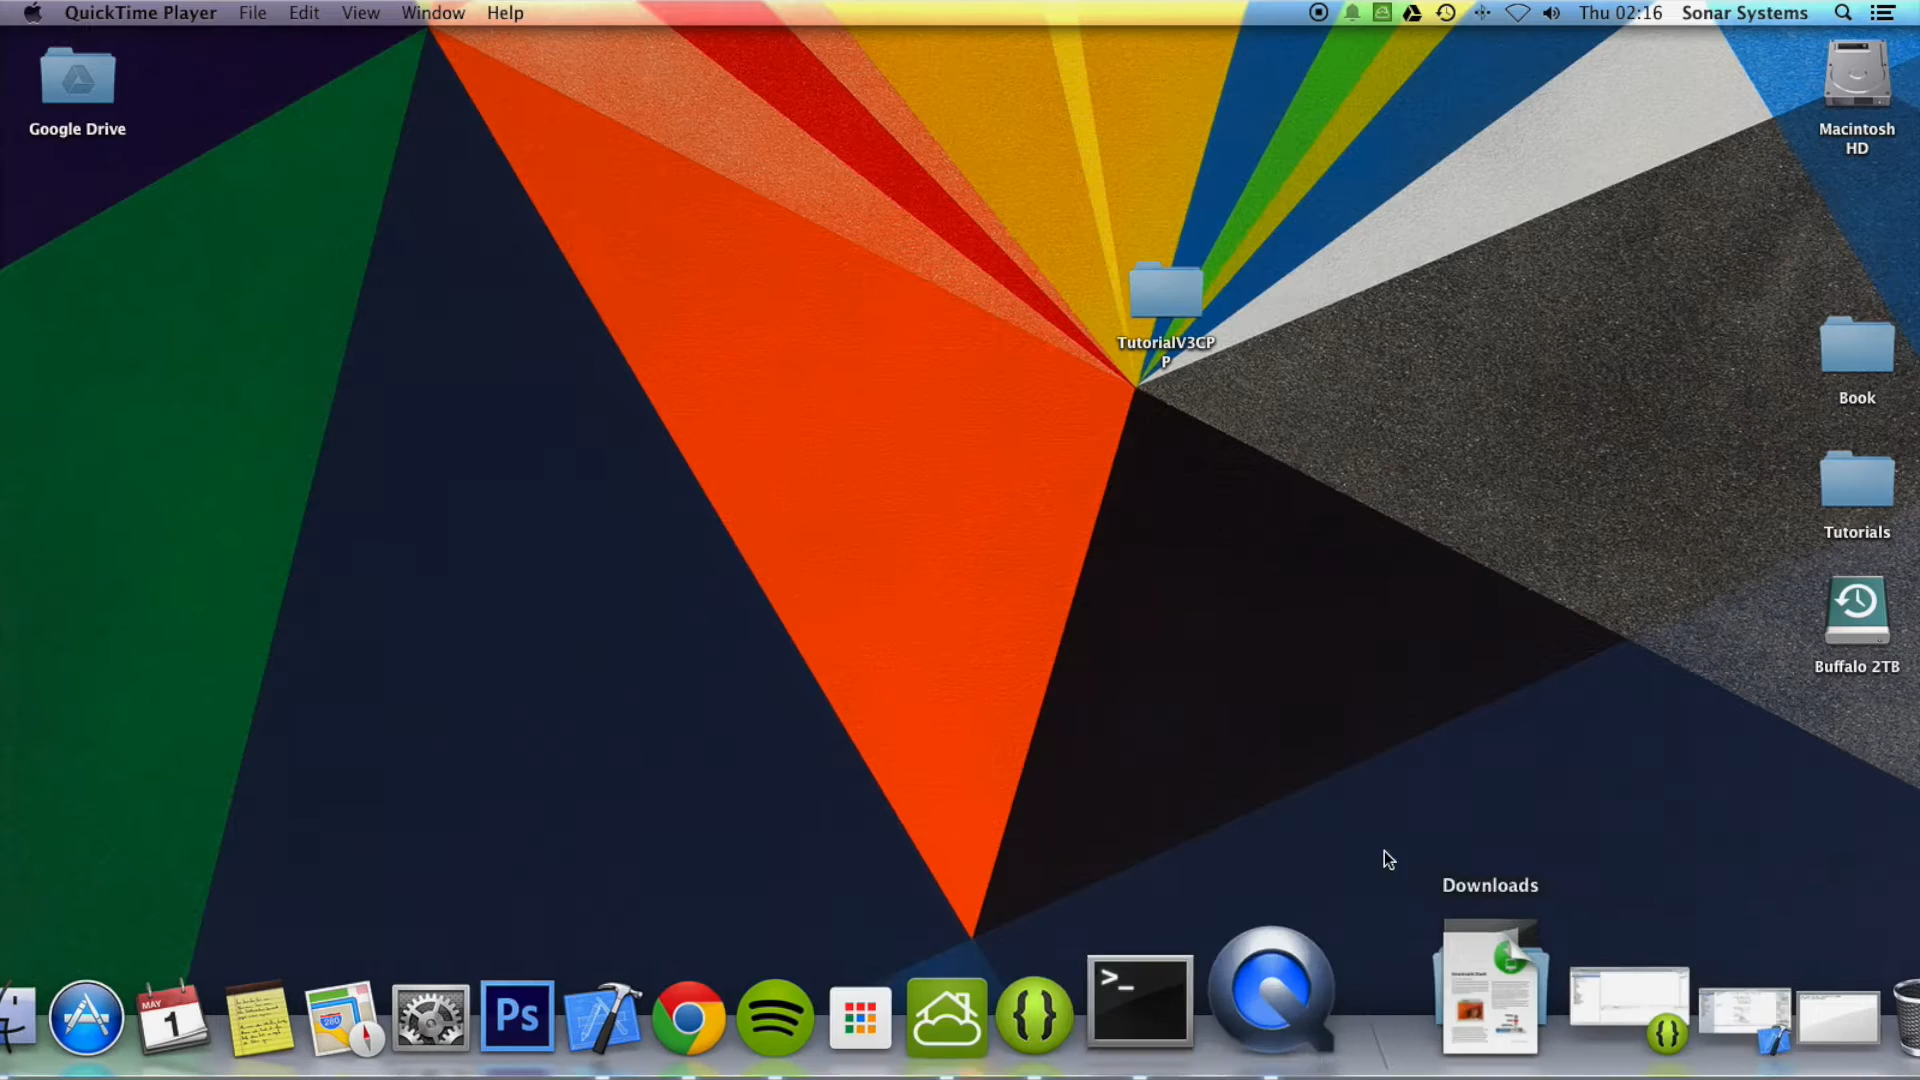 QuickTime Player File Edit View Window Help Thu 02:16 Sonar Systems
Google Drive
Macintosh
HD
TutorialV3CP
P
Book
Tutorials
Buffalo 2TB
Downloads
MAY
1
280
Ps
{}
>_
{}